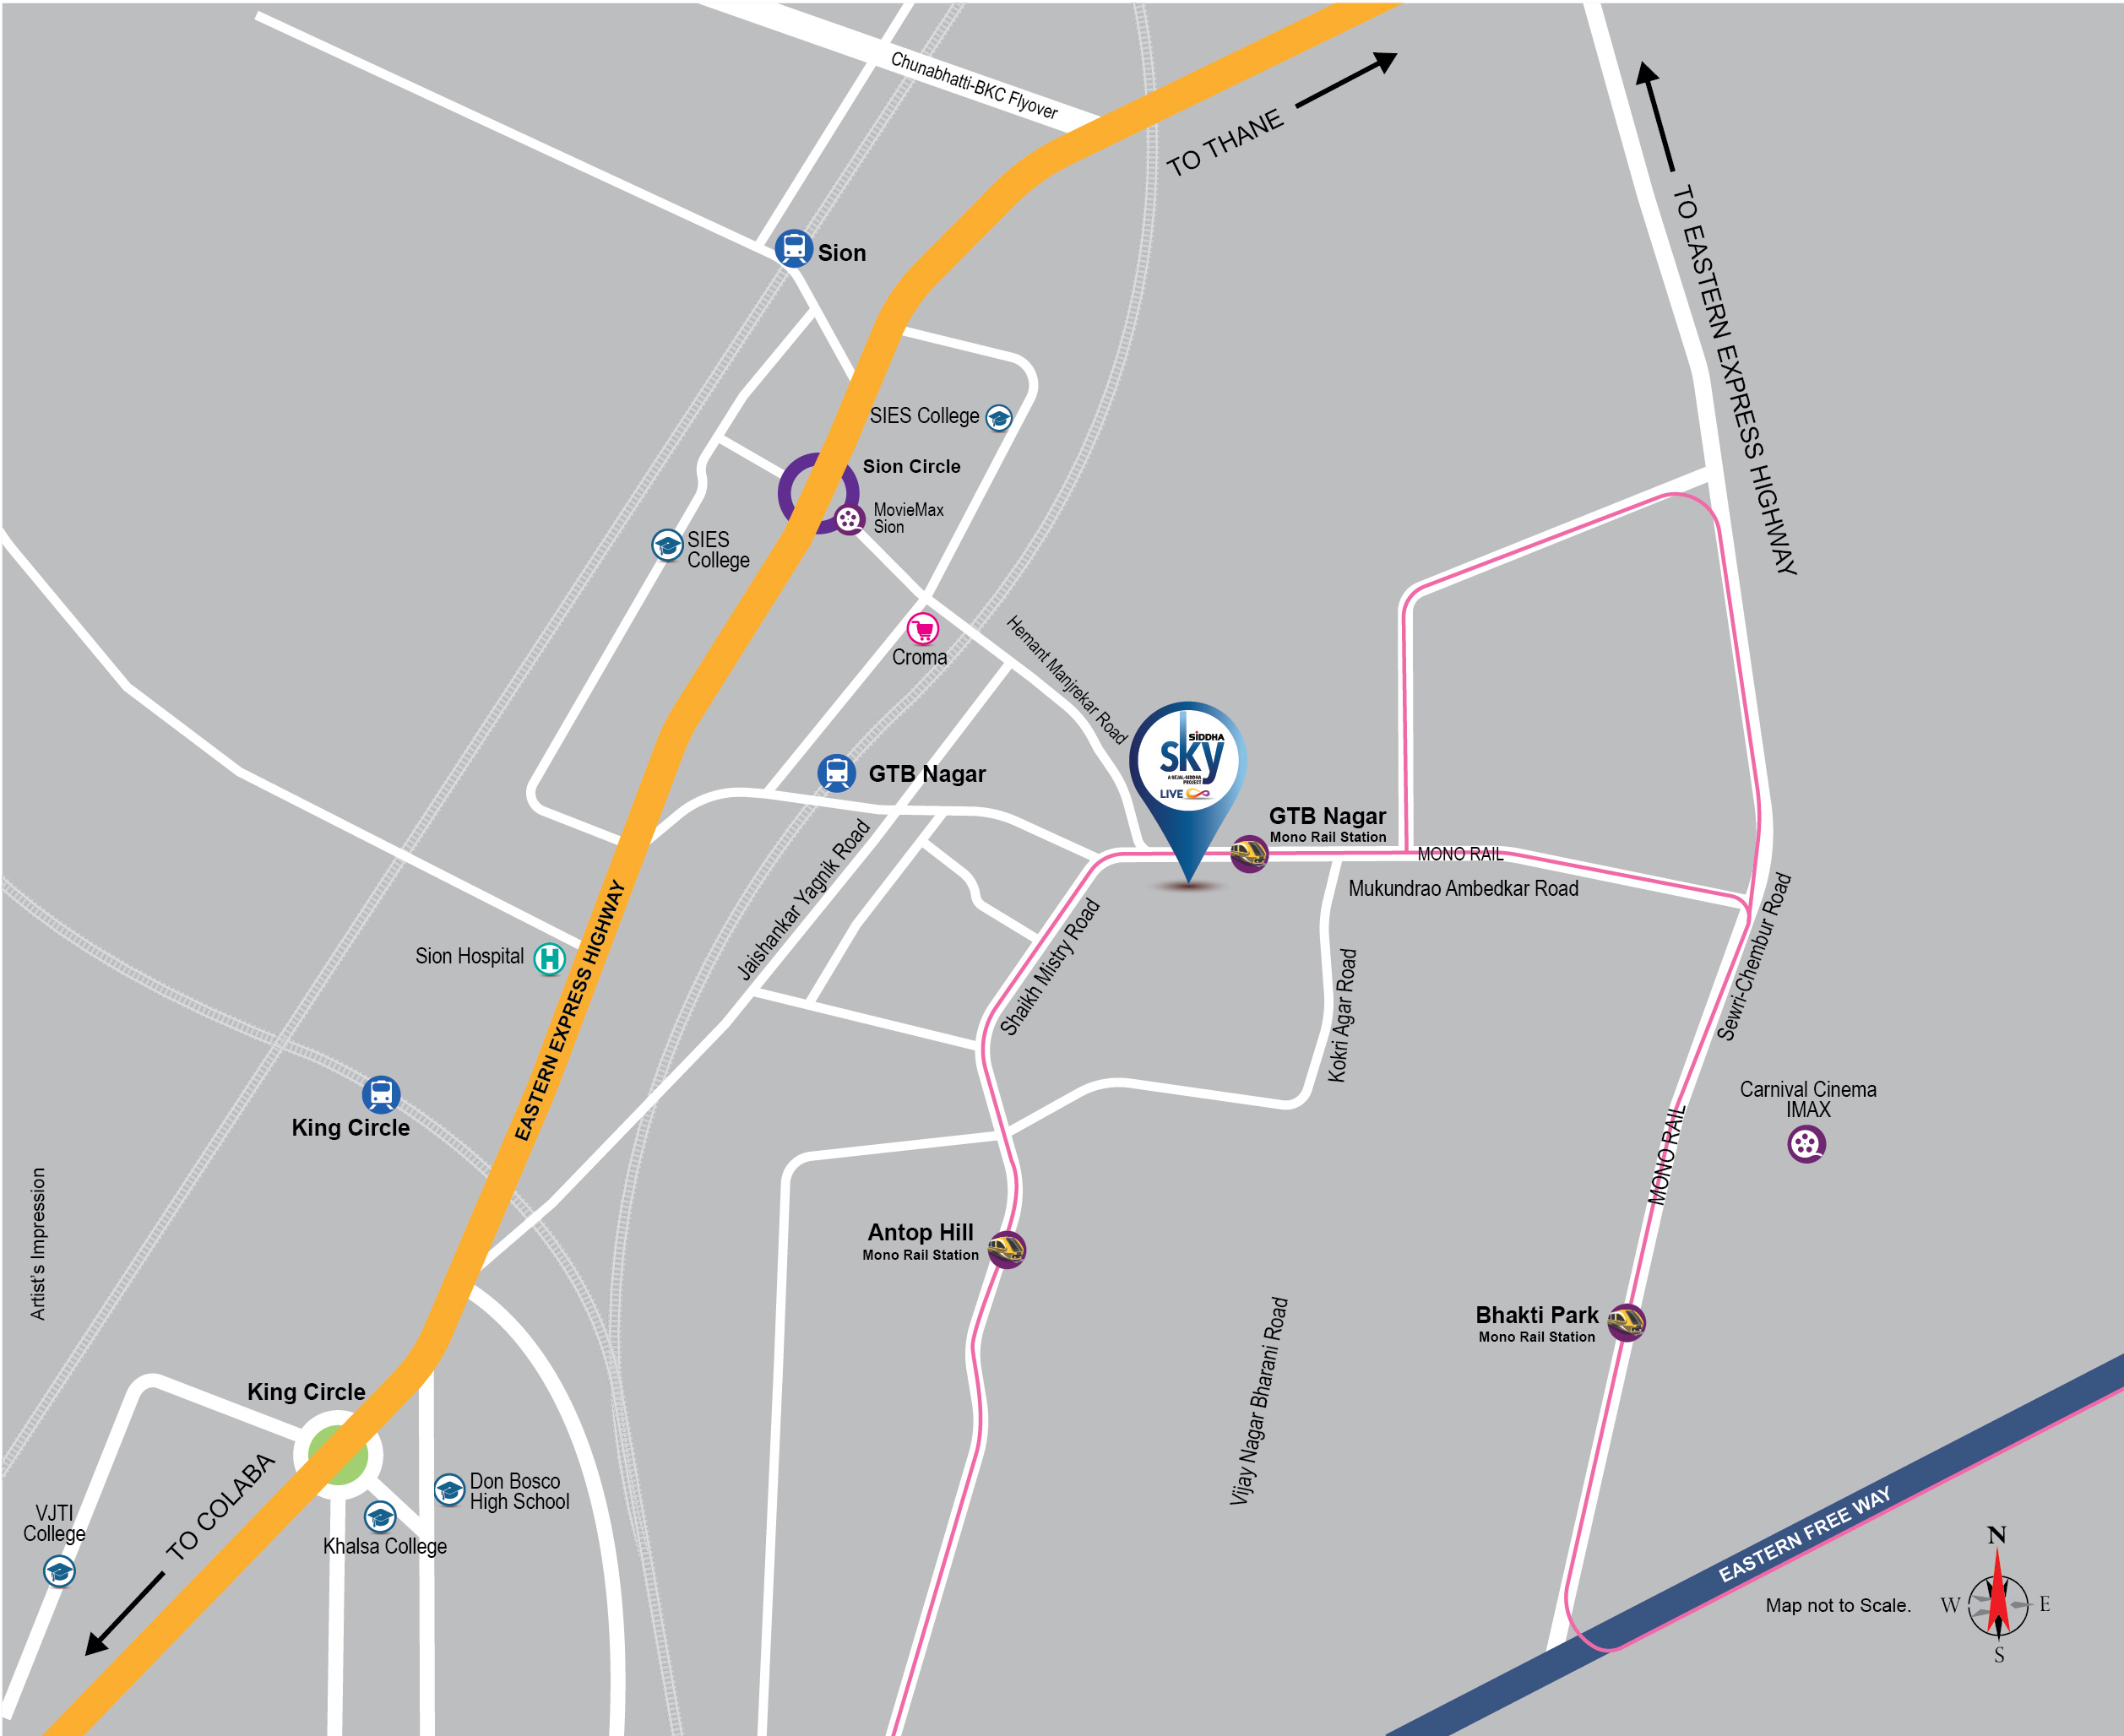 Chunabhatti-BKC Flyover
TO THANE
TO EASTERN EXPRESS HIGHWAY
Sion
SIES College
Sion Circle
MovieMax
Sion
SIES
College
Croma
Hemant Manjrekar Road
SIDDHA
sky
A SEJAL-SIDDHA
PROJECT
LIVE
GTB Nagar
GTB Nagar
Mono Rail Station
MONO RAIL
Mukundrao Ambedkar Road
Jaishankar Yagnik Road
Shaikh Mistry Road
Sewri-Chembur Road
Sion Hospital
H
EASTERN EXPRESS HIGHWAY
Kokri Agar Road
King Circle
Carnival Cinema
IMAX
MONO RAIL
Artist's Impression
Antop Hill
Mono Rail Station
Bhakti Park
Mono Rail Station
Vijay Nagar Bharani Road
King Circle
TO COLABA
Don Bosco
High School
Khalsa College
VJTI
College
EASTERN FREE WAY
Map not to Scale.
N
W
E
S